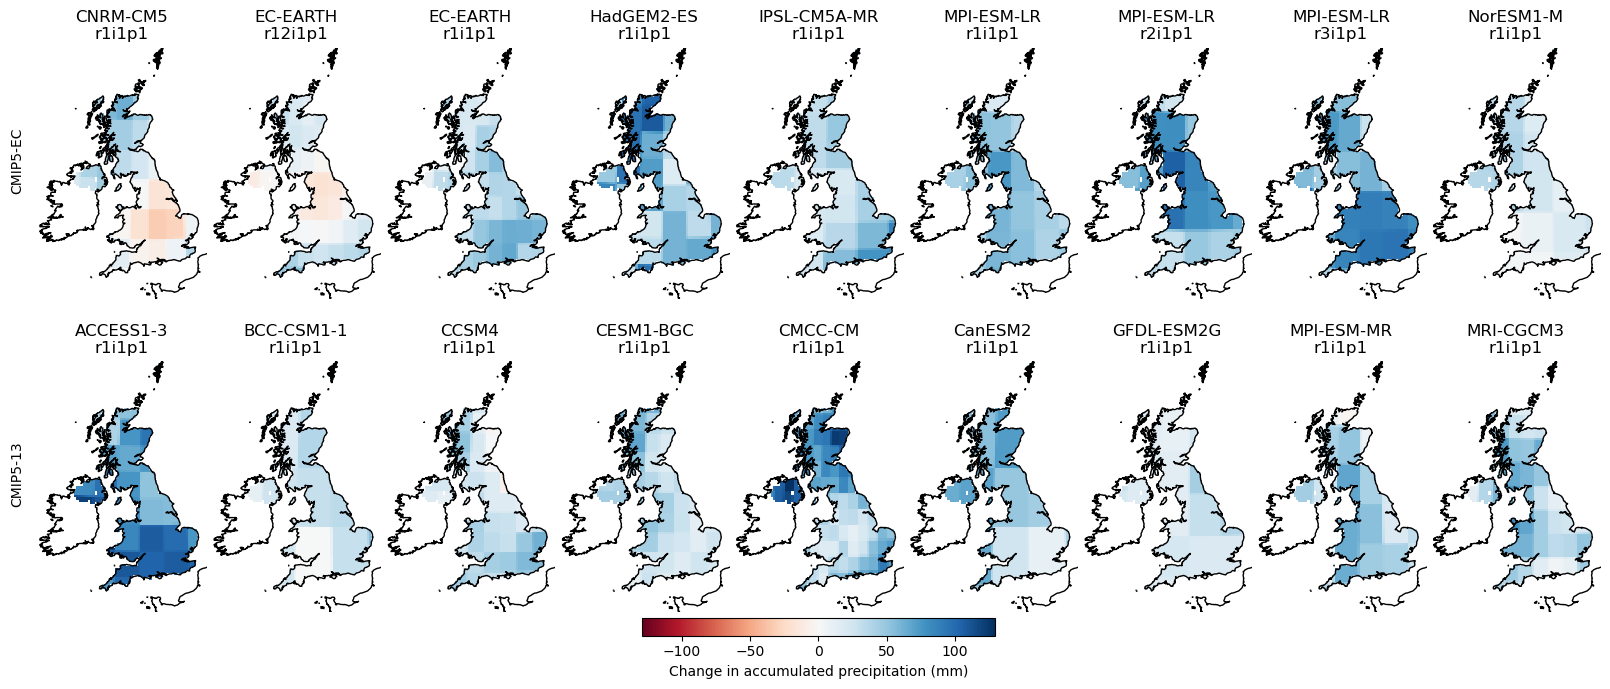 CNRM-CM5 EC-EARTH EC-EARTH HadGEM2-ES IPSL-CM5A-MR MPI-ESM-LR MPI-ESM-LR MPI-ESM-LR NorESM1-M
r1i1p1 r12i1p1 r1i1p1 r1i1p1 r1i1p1 r1i1p1 r2i1p1 r3i1p1 r1i1p1
CMIP5-EC
ACCESS1-3 BCC-CSM1-1 CCSM4 CESM1-BGC CMCC-CM CanESM2 GFDL-ESM2G MPI-ESM-MR MRI-CGCM3
r1i1p1 r1i1p1 r1i1p1 r1i1p1 r1i1p1 r1i1p1 r1i1p1 r1i1p1 r1i1p1
CMIP5-13
−100 −50 0 50 100
Change in accumulated precipitation (mm)